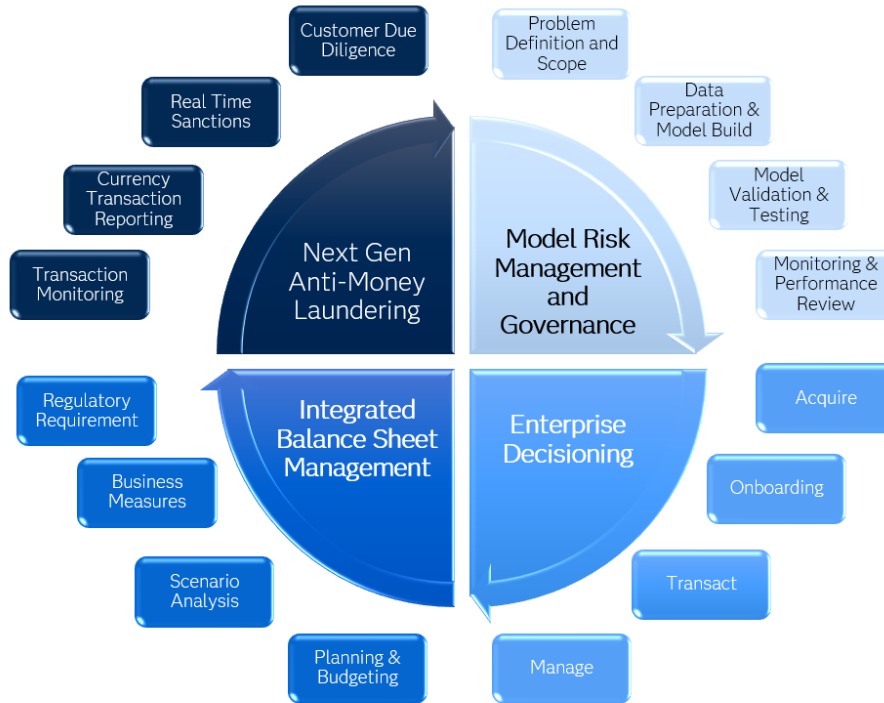 Customer Due
Diligence
Problem
Definition and
Scope
Real Time
Sanctions
Data
Preparation &
Model Build
Currency
Transaction
Reporting
Model
Validation &
Testing
Transaction
Monitoring
Next Gen
Anti-Money
Laundering
Model Risk
Management
and
Governance
Monitoring &
Performance
Review
Regulatory
Requirement
Integrated
Balance Sheet
Management
Enterprise
Decisioning
Acquire
Business
Measures
Onboarding
Scenario
Analysis
Transact
Planning &
Budgeting
Manage